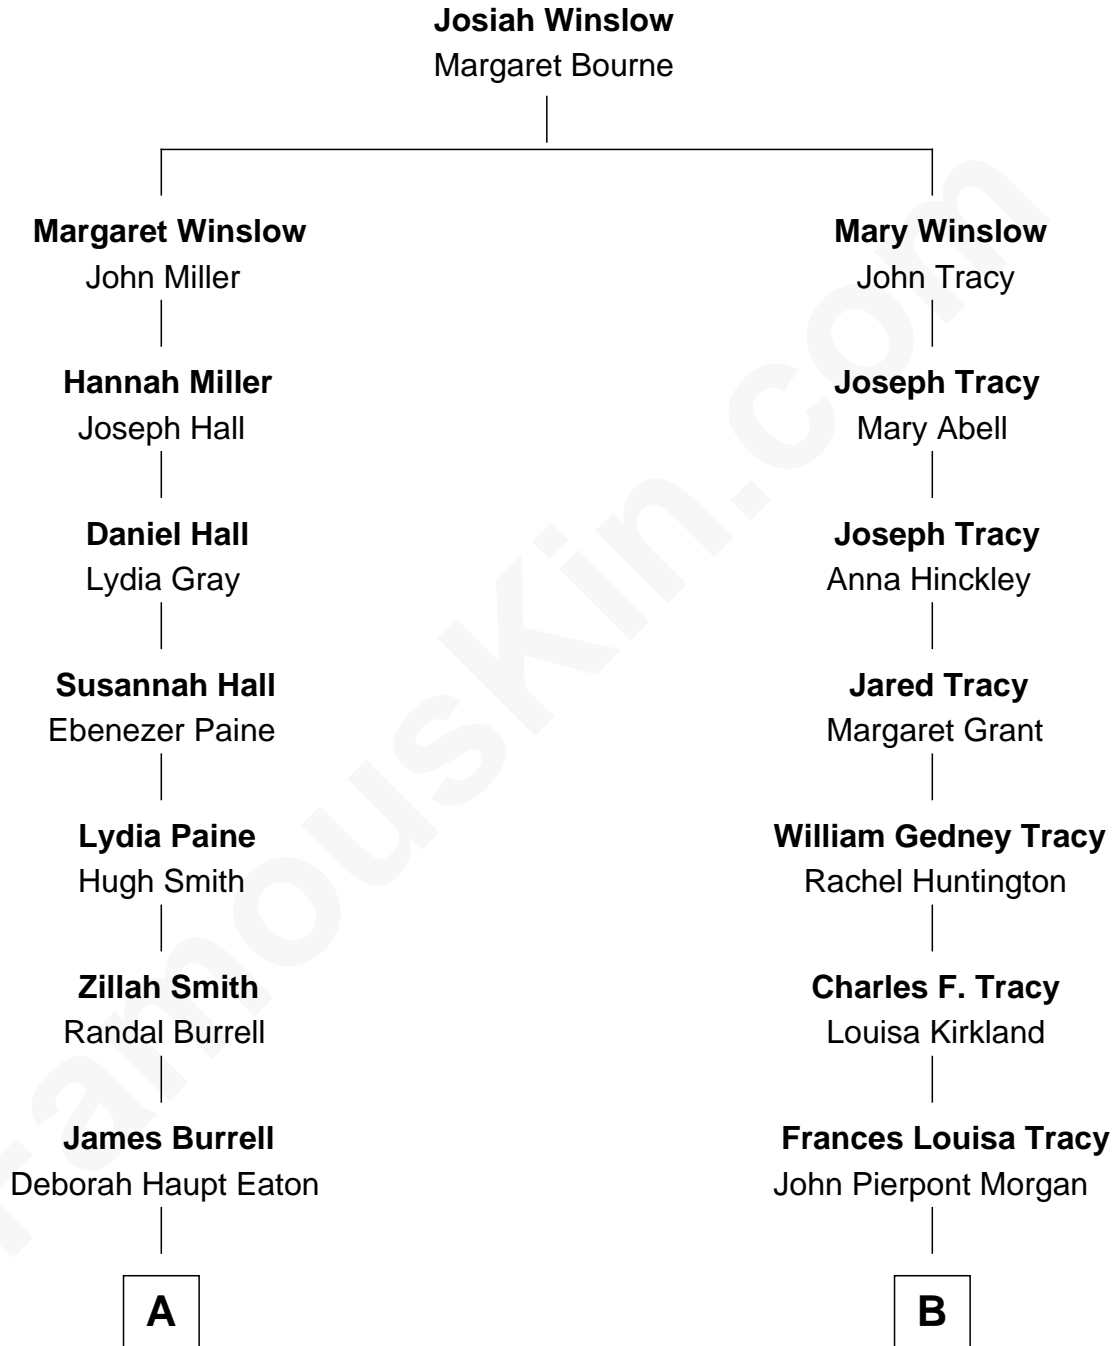 Josiah Winslow
Margaret Bourne
Margaret Winslow
John Miller
Mary Winslow
John Tracy
Hannah Miller
Joseph Hall
Joseph Tracy
Mary Abell
Daniel Hall
Lydia Gray
Joseph Tracy
Anna Hinckley
Susannah Hall
Ebenezer Paine
Jared Tracy
Margaret Grant
Lydia Paine
Hugh Smith
William Gedney Tracy
Rachel Huntington
Zillah Smith
Randal Burrell
Charles F. Tracy
Louisa Kirkland
James Burrell
Deborah Haupt Eaton
Frances Louisa Tracy
John Pierpont Morgan
A
B
FamousKin.com